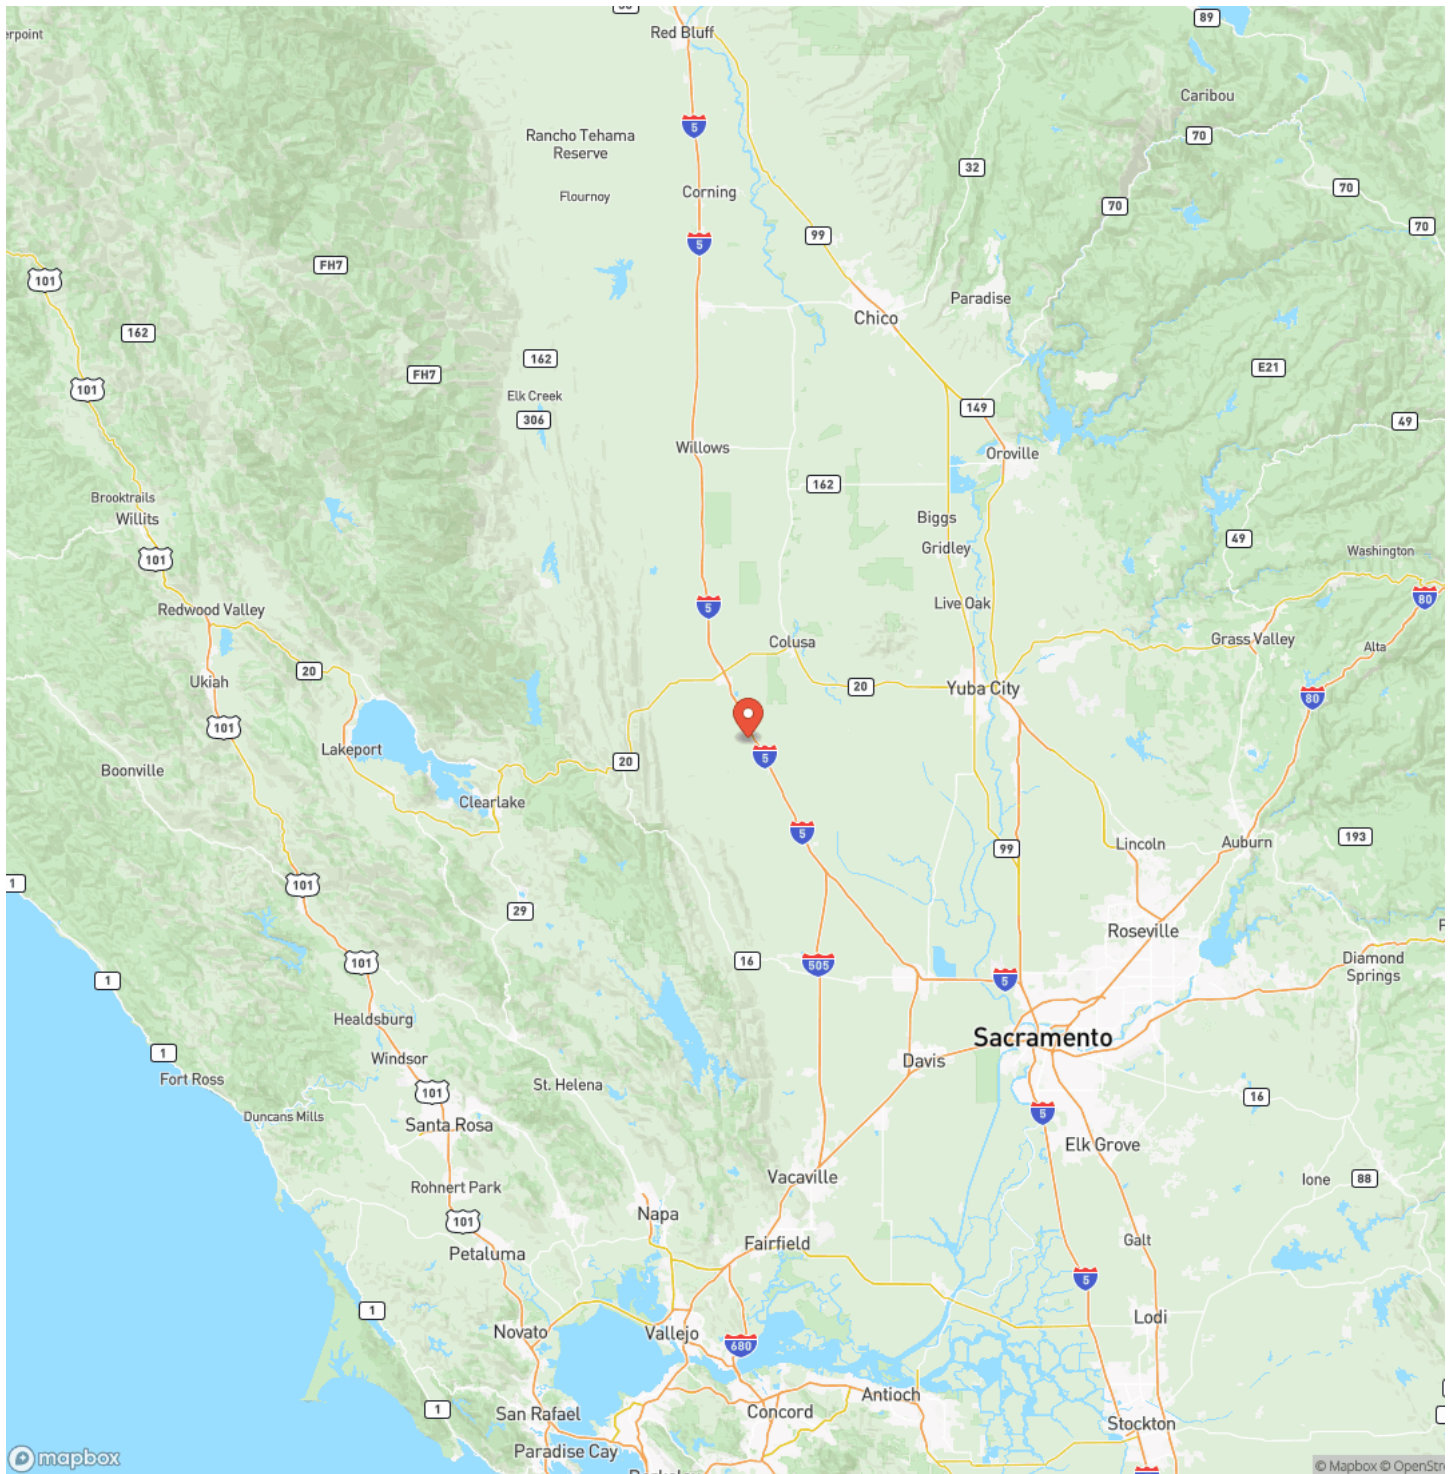 89
Red Bluff
erpoint
Caribou
5
70
Rancho Tehama
Reserve
32
70
Corning
Flournoy
70
99
70
5
FH7
101
Paradise
Chico
162
162
E21
FH7
101
Elk Creek
149
306
49
Willows
Oroville
162
Brooktrails
Willits
Biggs
49
Gridley
Washington
101
5
Live Oak
80
Redwood Valley
Colusa
Grass Valley
Alta
20
Ukiah
20
Yuba City
80
101
Lakeport
5
20
Boonville
Clearlake
5
193
99
Lincoln
Auburn
1
101
29
Roseville
Diamond
Springs
101
16
505
1
5
Healdsburg
Sacramento
1
Windsor
Davis
Fort Ross
St. Helena
101
16
Duncans Mills
5
Santa Rosa
Elk Grove
Vacaville
Ione
88
Rohnert Park
Napa
101
Galt
Petaluma
Fairfield
5
1
Lodi
Novato
Vallejo
680
Antioch
1
San Rafael
Concord
Stockton
Paradise Cay
mapbox
© Mapbox © OpenStr